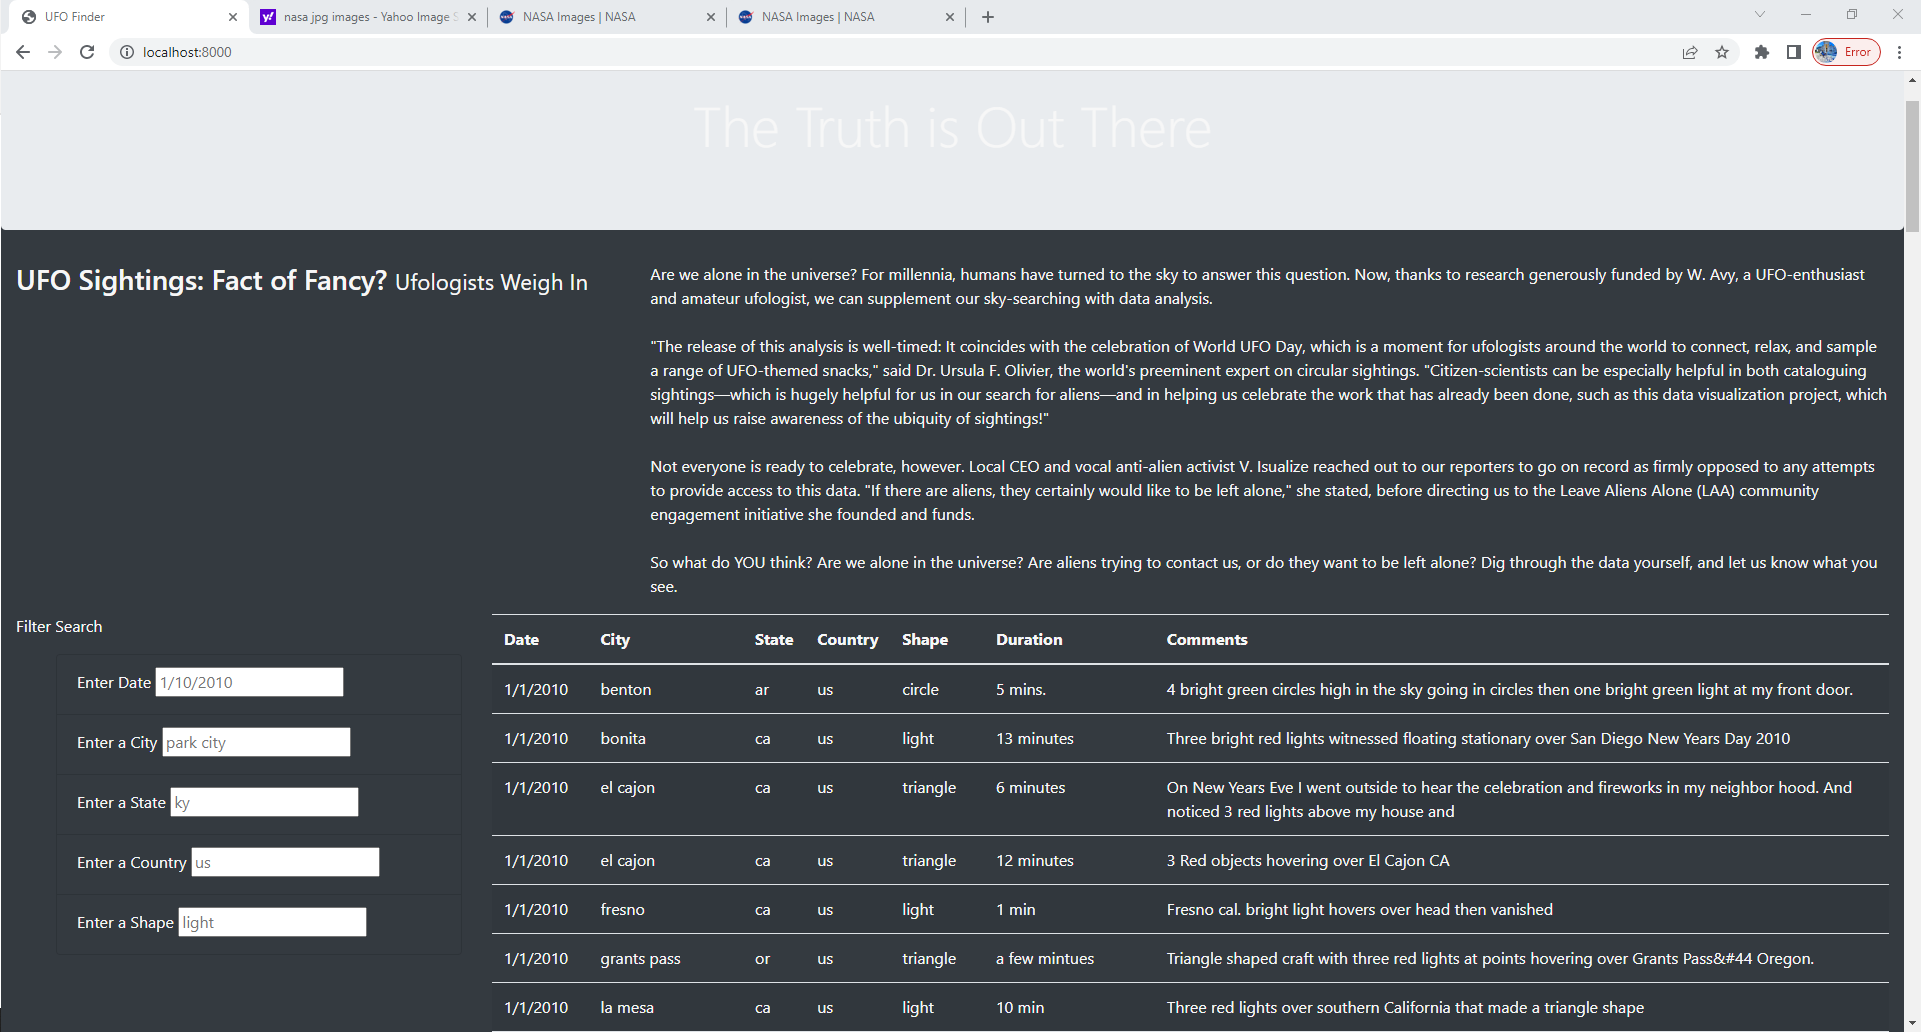 UFO Finder
nasa jpg images - Yahoo Image S
NASA Images | NASA
NASA Images | NASA
localhost:8000
Error
The Truth is Out There
UFO Sightings: Fact of Fancy? Ufologists Weigh In
Are we alone in the universe? For millennia, humans have turned to the sky to answer this question. Now, thanks to research generously funded by W. Avy, a UFO-enthusiast
and amateur ufologist, we can supplement our sky-searching with data analysis.
"The release of this analysis is well-timed: It coincides with the celebration of World UFO Day, which is a moment for ufologists around the world to connect, relax, and sample
a range of UFO-themed snacks," said Dr. Ursula F. Olivier, the world's preeminent expert on circular sightings. "Citizen-scientists can be especially helpful in both cataloguing
sightings—which is hugely helpful for us in our search for aliens—and in helping us celebrate the work that has already been done, such as this data visualization project, which
will help us raise awareness of the ubiquity of sightings!"
Not everyone is ready to celebrate, however. Local CEO and vocal anti-alien activist V. Isualize reached out to our reporters to go on record as firmly opposed to any attempts
to provide access to this data. "If there are aliens, they certainly would like to be left alone," she stated, before directing us to the Leave Aliens Alone (LAA) community
engagement initiative she founded and funds.
So what do YOU think? Are we alone in the universe? Are aliens trying to contact us, or do they want to be left alone? Dig through the data yourself, and let us know what you
see.
Filter Search
Enter Date 1/10/2010
Enter a City park city
Enter a State ky
Enter a Country us
Enter a Shape light
Date City State Country Shape Duration Comments
1/1/2010 benton ar us circle 5 mins. 4 bright green circles high in the sky going in circles then one bright green light at my front door.
1/1/2010 bonita ca us light 13 minutes Three bright red lights witnessed floating stationary over San Diego New Years Day 2010
1/1/2010 el cajon ca us triangle 6 minutes On New Years Eve I went outside to hear the celebration and fireworks in my neighbor hood. And
noticed 3 red lights above my house and
1/1/2010 el cajon ca us triangle 12 minutes 3 Red objects hovering over El Cajon CA
1/1/2010 fresno ca us light 1 min Fresno cal. bright light hovers over head then vanished
1/1/2010 grants pass or us triangle a few mintues Triangle shaped craft with three red lights at points hovering over Grants Pass&#44 Oregon.
1/1/2010 la mesa ca us light 10 min Three red lights over southern California that made a triangle shape